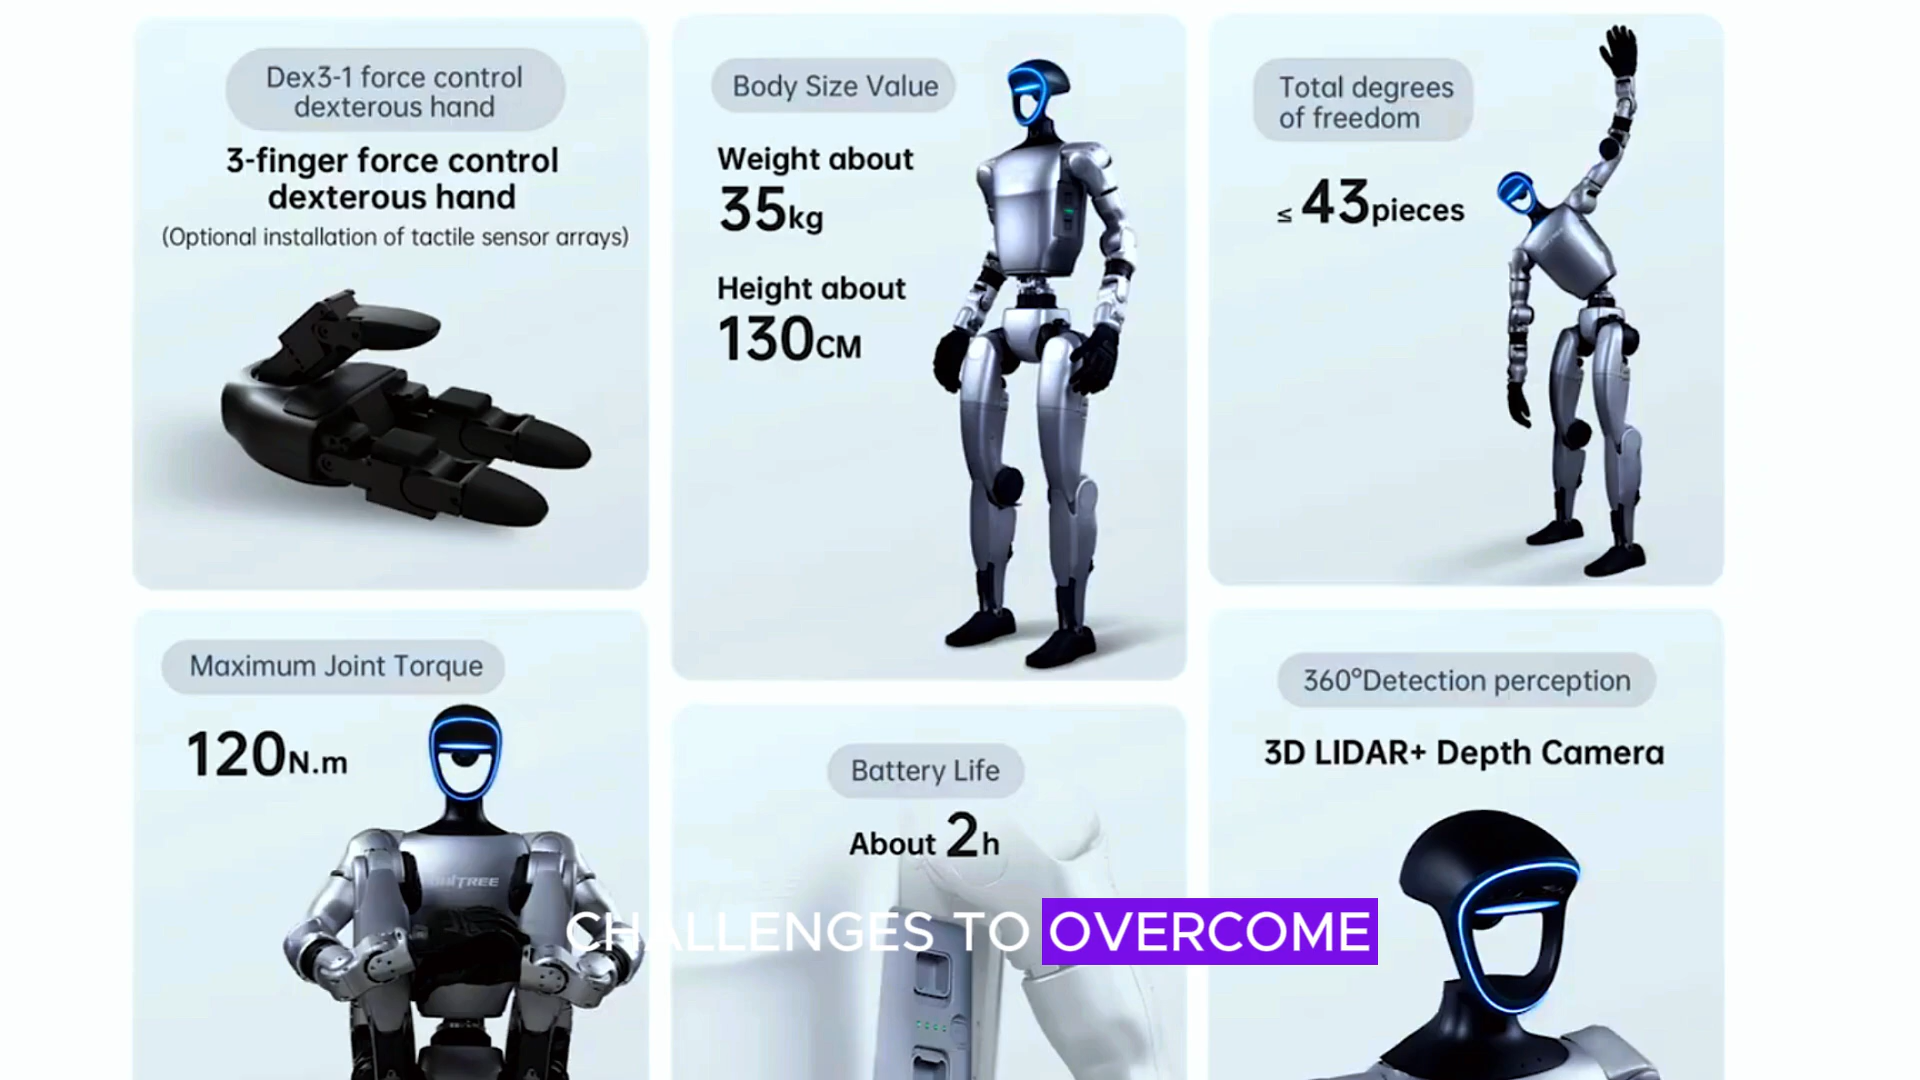 Dex3-1 force control
dexterous hand
3-finger force control
dexterous hand
(Optional installation of tactile sensor arrays)
Body Size Value
Weight about
35kg
Height about
130CM
Total degrees
of freedom
≤ 43pieces
Maximum Joint Torque
120N.m
UNITREE
Battery Life
About 2h
360°Detection perception
3D LIDAR+ Depth Camera
CHALLENGES TO OVERCOME